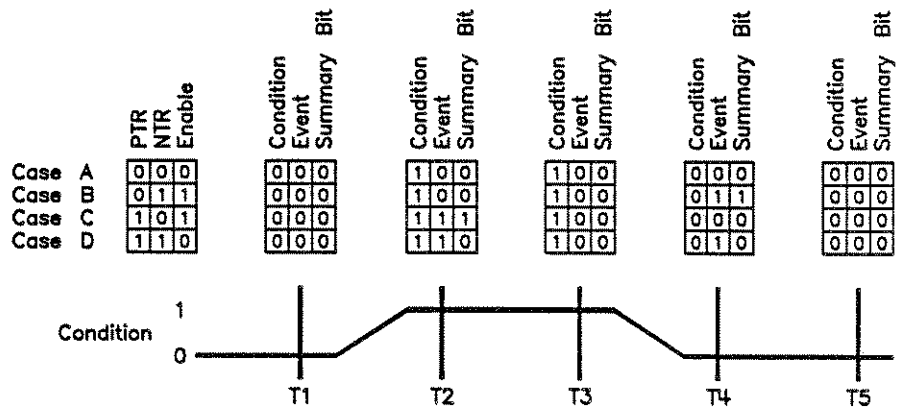 PTR NTR Enable Condition Event Summary Bit Condition Event Summary Bit Condition Event Summary Bit Condition Event Summary Bit Condition Event Summary Bit
Case A 0 0 0 0 0 0 1 0 0 1 0 0 0 0 0 0 0 0
Case B 0 1 1 0 0 0 1 0 0 1 0 0 0 1 1 0 0 0
Case C 1 0 1 0 0 0 1 1 1 1 0 0 0 0 0 0 0 0
Case D 1 1 0 0 0 0 1 1 0 1 0 0 0 1 0 0 0 0
1
Condition
0
T1 T2 T3 T4 T5